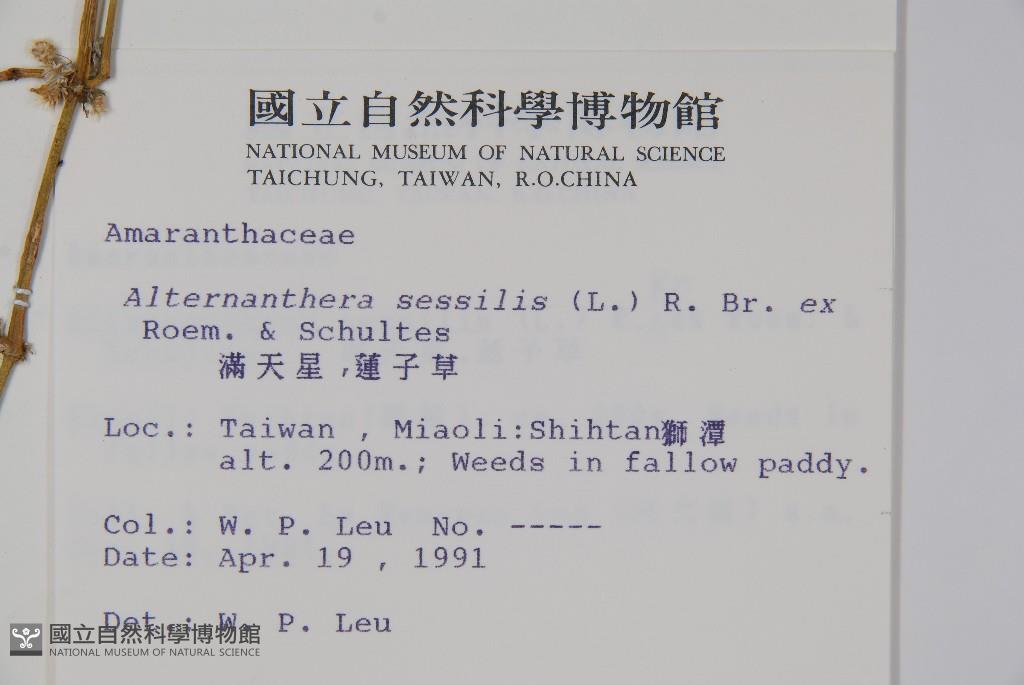 國立自然科學博物館
NATIONAL MUSEUM OF NATURAL SCIENCE
TAICHUNG, TAIWAN, R.O.CHINA
Amaranthaceae
Alternanthera sessilis (L.) R. Br. ex
Roem. & Schultes
滿天星,蓮子草
Loc.: Taiwan , Miaoli:Shihtan獅潭
alt. 200m.; Weeds in fallow paddy.
Col.: W. P. Leu No. -----
Date: Apr. 19 , 1991
Det.: W. P. Leu
國立自然科學博物館
NATIONAL MUSEUM OF NATURAL SCIENCE